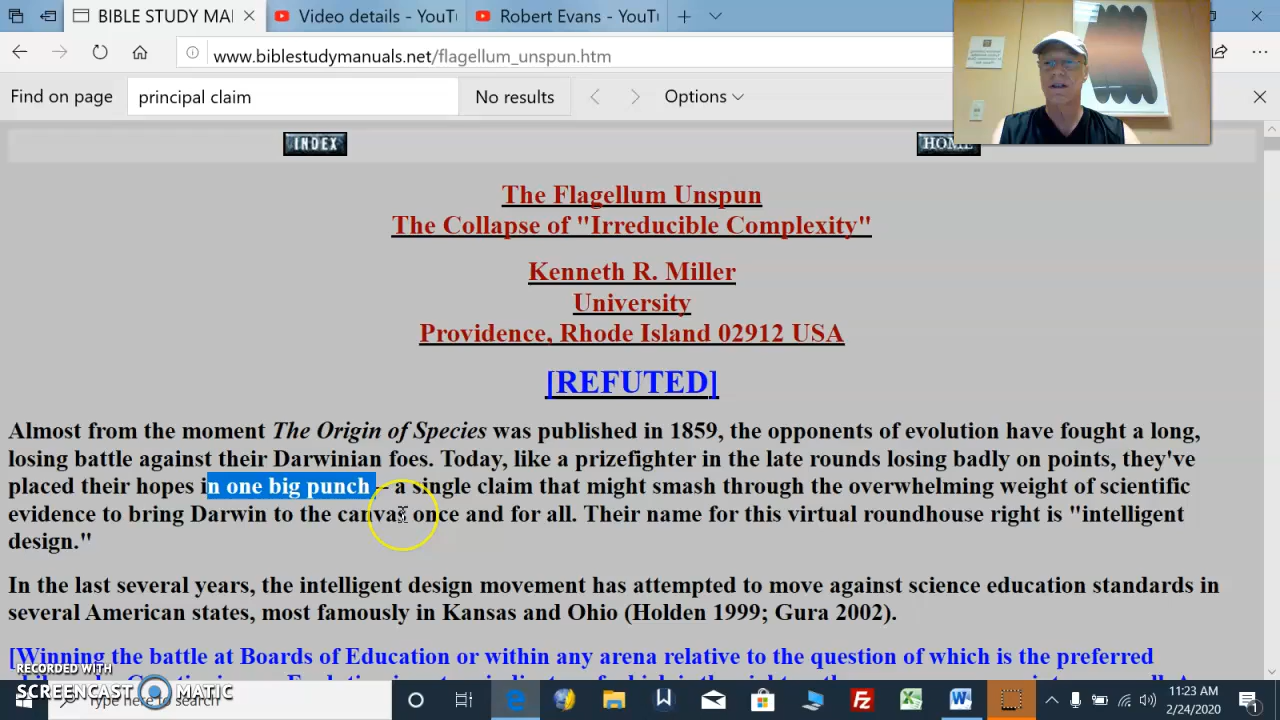 BIBLE STUDY MA
Video details - YouT
Robert Evans - YouT
www.biblestudymanuals.net/flagellum_unspun.htm
Find on page
principal claim
No results
Options
INDEX
HOME
The Flagellum Unspun
The Collapse of "Irreducible Complexity"
Kenneth R. Miller
University
Providence, Rhode Island 02912 USA
[REFUTED]
Almost from the moment The Origin of Species was published in 1859, the opponents of evolution have fought a long,
losing battle against their Darwinian foes. Today, like a prizefighter in the late rounds losing badly on points, they've
placed their hopes in one big punch – a single claim that might smash through the overwhelming weight of scientific
evidence to bring Darwin to the canvas once and for all. Their name for this virtual roundhouse right is "intelligent
design."
In the last several years, the intelligent design movement has attempted to move against science education standards in
several American states, most famously in Kansas and Ohio (Holden 1999; Gura 2002).
[Winning the battle at Boards of Education or within any arena relative to the question of which is the preferred
RECORDED WITH
SCREENCAST MATIC
Type here to search
11:23 AM
2/24/2020
1